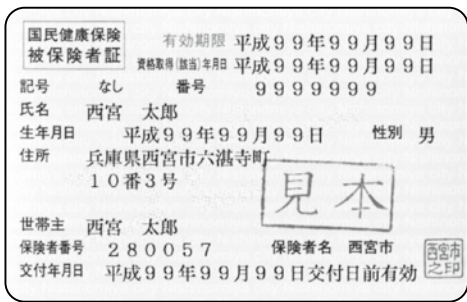 国民健康保険
被保険者証
有効期限 平成99年99月99日
資格取得(該当)年月日 平成99年99月99日
記号 なし 番号 9999999
氏名 西宮 太郎
生年月日 平成99年99月99日 性別 男
住所 兵庫県西宮市六湛寺町
10番3号
見本
世帯主 西宮 太郎
保険者番号 280057 保険者名 西宮市
交付年月日 平成99年99月99日交付日前有効
西宮市
之印